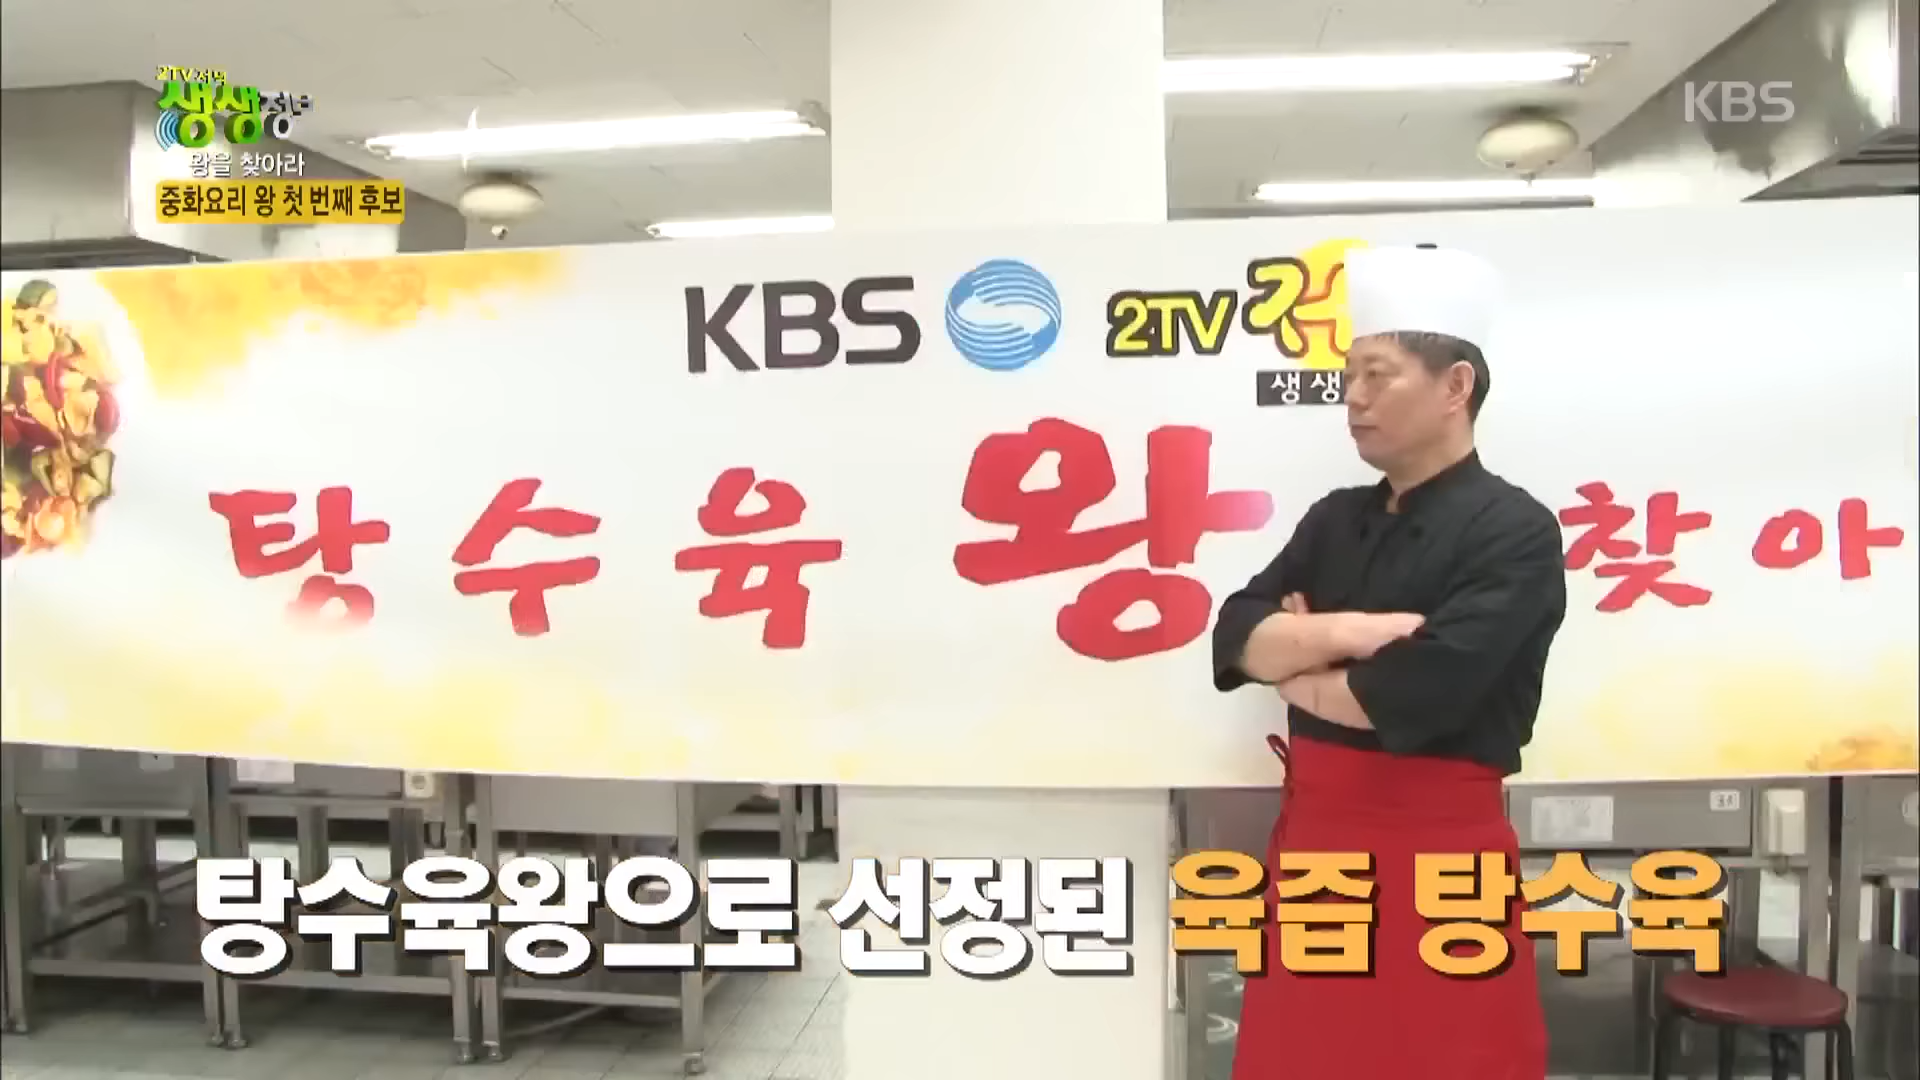 2TV 저녁
생생정보
KBS
왕을 찾아라
중화요리 왕 첫 번째 후보
KBS 2TV 저
생생
탕수육 왕 찾아
탕수육왕으로 선정된 육즙 탕수육